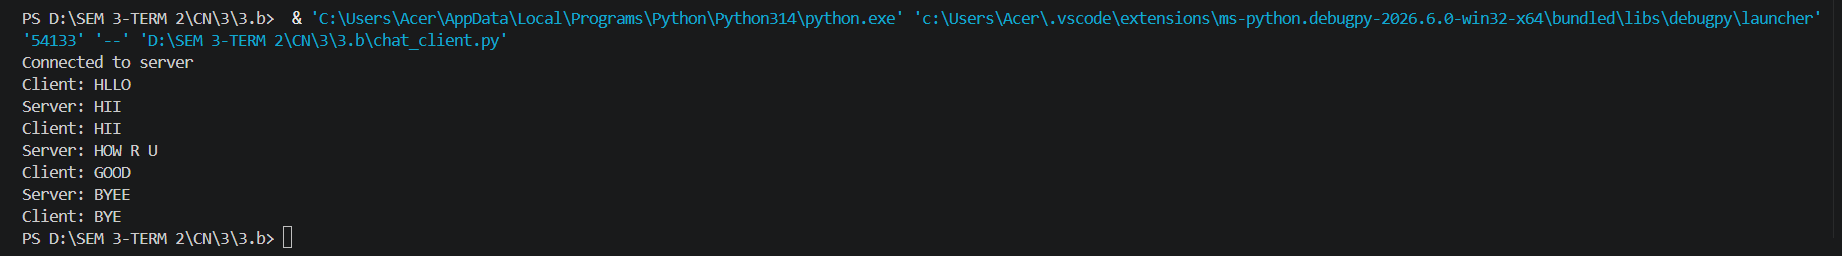 PS D:\SEM 3-TERM 2\CN\3\3.b>  & 'C:\Users\Acer\AppData\Local\Programs\Python\Python314\python.exe' 'c:\Users\Acer\.vscode\extensions\ms-python.debugpy-2026.6.0-win32-x64\bundled\libs\debugpy\launcher'
'54133' '--' 'D:\SEM 3-TERM 2\CN\3\3.b\chat_client.py'
Connected to server
Client: HLLO
Server: HII
Client: HII
Server: HOW R U
Client: GOOD
Server: BYEE
Client: BYE
PS D:\SEM 3-TERM 2\CN\3\3.b>